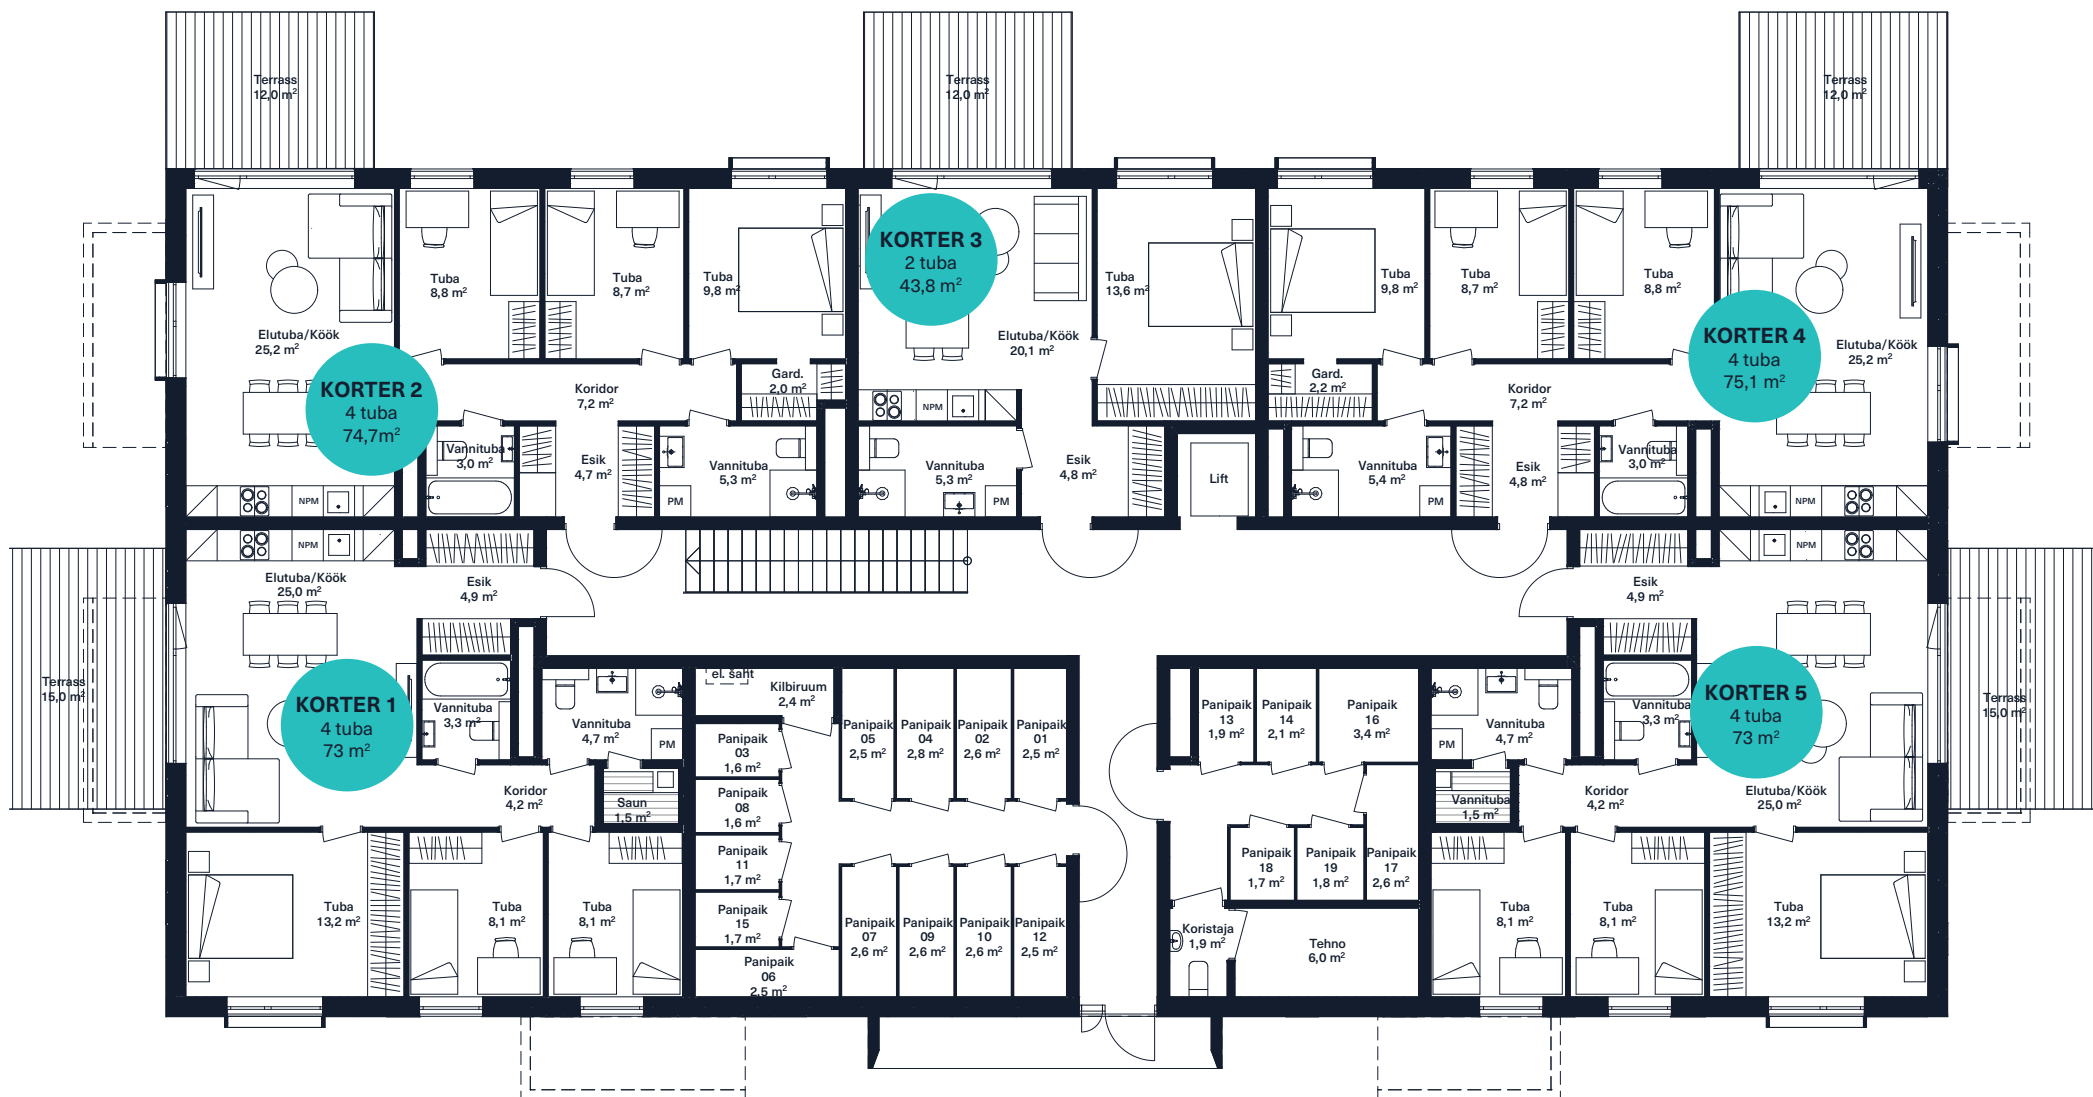 Terrass
12,0 m²
Terrass
12,0 m²
Terrass
12,0 m²
KORTER 2
4 tuba
74,7m²
Elutuba/Köök
25,2 m²
Tuba
8,8 m²
Tuba
8,7 m²
Tuba
9,8 m²
Gard.
2,0 m²
Koridor
7,2 m²
Vannituba
3,0 m²
Esik
4,7 m²
Vannituba
5,3 m²
PM
NPM
KORTER 3
2 tuba
43,8 m²
Elutuba/Köök
20,1 m²
Tuba
13,6 m²
NPM
Vannituba
5,3 m²
PM
Esik
4,8 m²
Lift
KORTER 4
4 tuba
75,1 m²
Tuba
9,8 m²
Tuba
8,7 m²
Tuba
8,8 m²
Elutuba/Köök
25,2 m²
Gard.
2,2 m²
Koridor
7,2 m²
Vannituba
5,4 m²
PM
Esik
4,8 m²
Vannituba
3,0 m²
NPM
KORTER 1
4 tuba
73 m²
NPM
Elutuba/Köök
25,0 m²
Esik
4,9 m²
Terrass
15,0 m²
Vannituba
3,3 m²
Vannituba
4,7 m²
PM
Koridor
4,2 m²
Saun
1,5 m²
Tuba
13,2 m²
Tuba
8,1 m²
Tuba
8,1 m²
el. šaht
Kilbiruum
2,4 m²
Panipaik
03
1,6 m²
Panipaik
08
1,6 m²
Panipaik
11
1,7 m²
Panipaik
15
1,7 m²
Panipaik
06
2,5 m²
Panipaik
05
2,5 m²
Panipaik
04
2,8 m²
Panipaik
02
2,6 m²
Panipaik
01
2,5 m²
Panipaik
07
2,6 m²
Panipaik
09
2,6 m²
Panipaik
10
2,6 m²
Panipaik
12
2,5 m²
Panipaik
13
1,9 m²
Panipaik
14
2,1 m²
Panipaik
16
3,4 m²
Panipaik
18
1,7 m²
Panipaik
19
1,8 m²
Panipaik
17
2,6 m²
Koristaja
1,9 m²
Tehno
6,0 m²
KORTER 5
4 tuba
73 m²
NPM
Esik
4,9 m²
Vannituba
4,7 m²
PM
Vannituba
3,3 m²
Vannituba
1,5 m²
Koridor
4,2 m²
Elutuba/Köök
25,0 m²
Terrass
15,0 m²
Tuba
8,1 m²
Tuba
8,1 m²
Tuba
13,2 m²